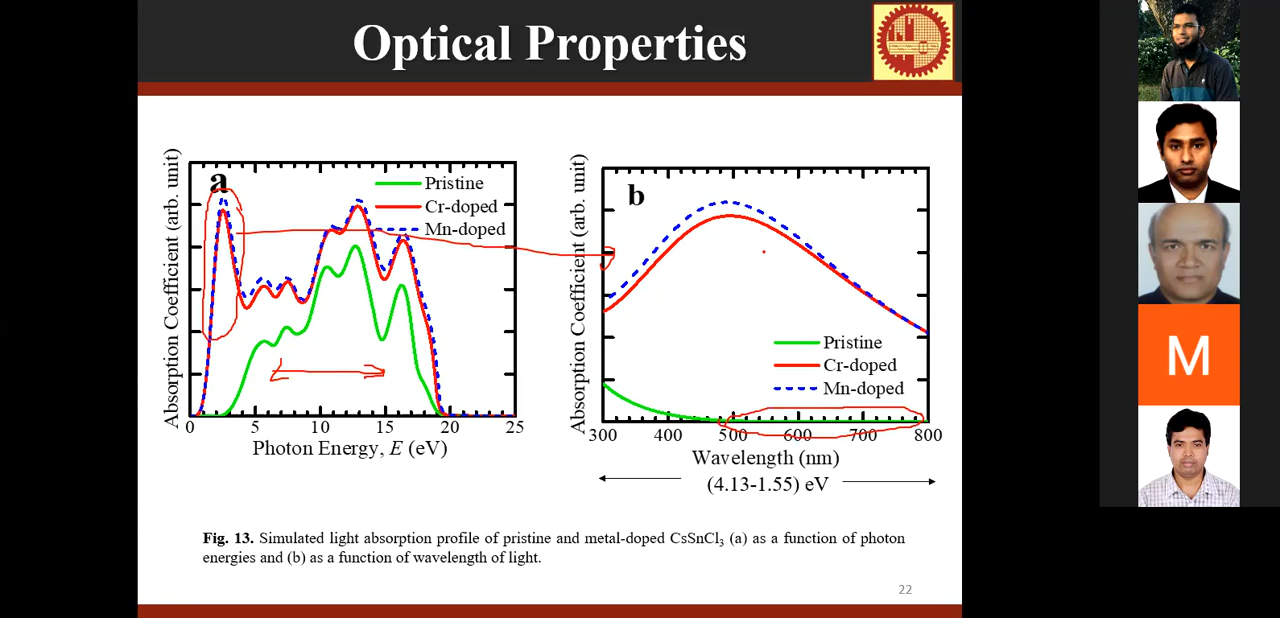 Optical Properties
a
Pristine
Cr-doped
Mn-doped
Absorption Coefficient (arb. unit)
0 5 10 15 20 25
Photon Energy, E (eV)
b
Pristine
Cr-doped
Mn-doped
Absorption Coefficient (arb. unit)
300 400 500 600 700 800
Wavelength (nm)
(4.13-1.55) eV
Fig. 13. Simulated light absorption profile of pristine and metal-doped CsSnCl₃ (a) as a function of photon
energies and (b) as a function of wavelength of light.
22
M